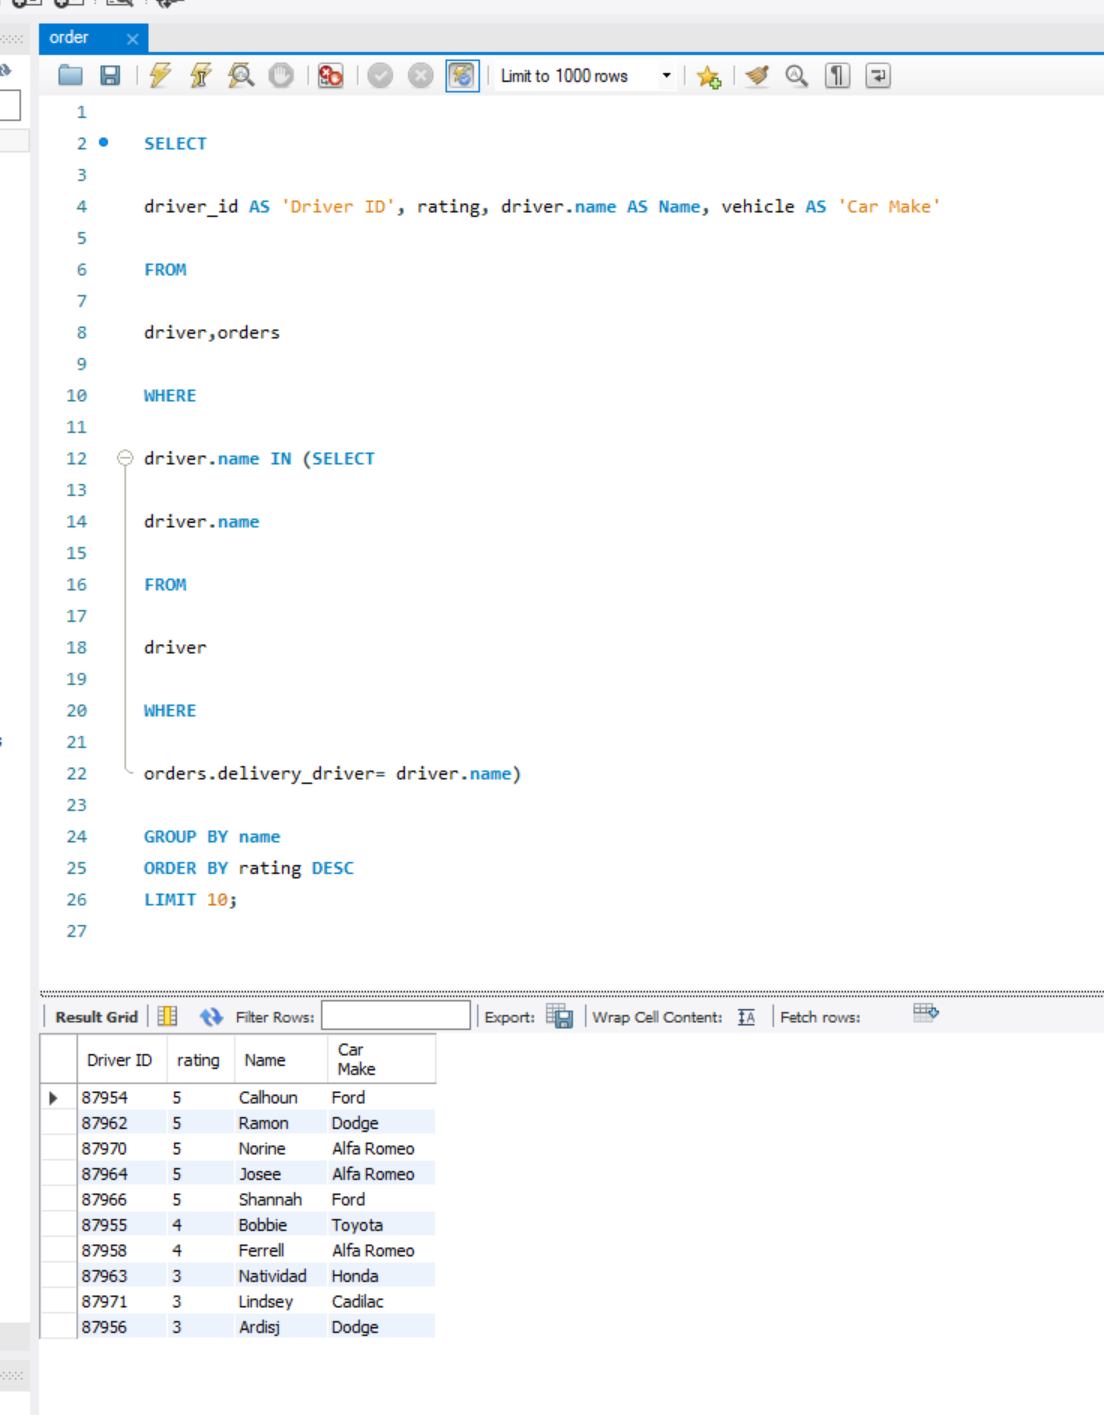 order
Limit to 1000 rows
1
2 SELECT
3
4 driver_id AS 'Driver ID', rating, driver.name AS Name, vehicle AS 'Car Make'
5
6 FROM
7
8 driver,orders
9
10 WHERE
11
12 driver.name IN (SELECT
13
14 driver.name
15
16 FROM
17
18 driver
19
20 WHERE
21
22 orders.delivery_driver= driver.name)
23
24 GROUP BY name
25 ORDER BY rating DESC
26 LIMIT 10;
27
Result Grid Filter Rows: Export: Wrap Cell Content: Fetch rows:
Driver ID rating Name Car Make
87954 5 Calhoun Ford
87962 5 Ramon Dodge
87970 5 Norine Alfa Romeo
87964 5 Josee Alfa Romeo
87966 5 Shannah Ford
87955 4 Bobbie Toyota
87958 4 Ferrell Alfa Romeo
87963 3 Natividad Honda
87971 3 Lindsey Cadilac
87956 3 Ardisj Dodge